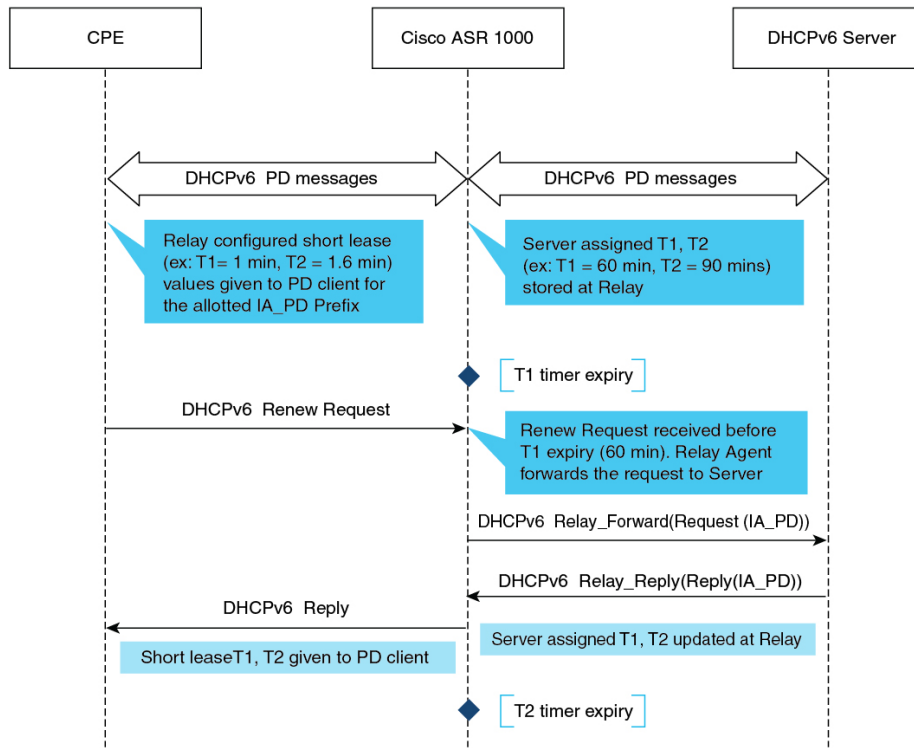 CPE
Cisco ASR 1000
DHCPv6 Server
DHCPv6 PD messages
DHCPv6 PD messages
Relay configured short lease
(ex: T1= 1 min, T2 = 1.6 min)
values given to PD client for
the allotted IA_PD Prefix
Server assigned T1, T2
(ex: T1 = 60 min, T2 = 90 mins)
stored at Relay
T1 timer expiry
DHCPv6 Renew Request
Renew Request received before
T1 expiry (60 min). Relay Agent
forwards the request to Server
DHCPv6 Relay_Forward(Request (IA_PD))
DHCPv6 Relay_Reply(Reply(IA_PD))
DHCPv6 Reply
Server assigned T1, T2 updated at Relay
Short leaseT1, T2 given to PD client
T2 timer expiry